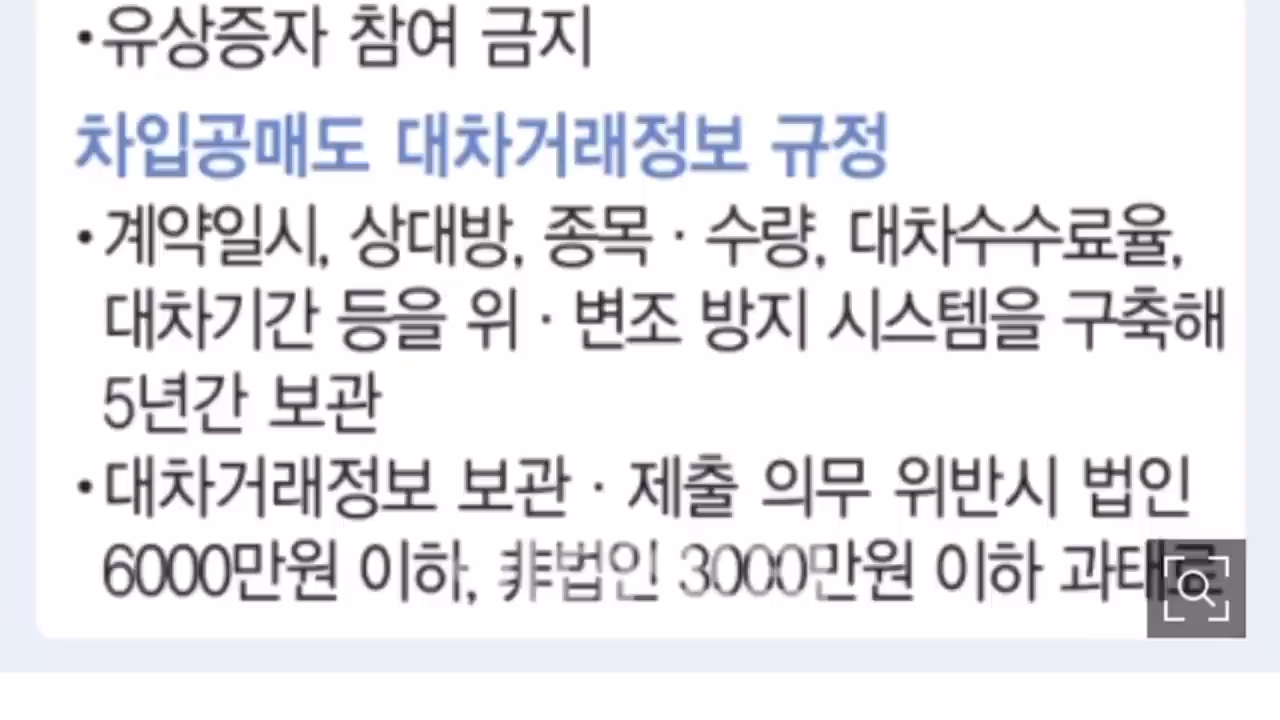 •유상증자 참여 금지
차입공매도 대차거래정보 규정
•계약일시, 상대방, 종목·수량, 대차수수료율,
대차기간 등을 위·변조 방지 시스템을 구축해
5년간 보관
•대차거래정보 보관·제출 의무 위반시 법인
6000만원 이하, 非법인 3000만원 이하 과태료